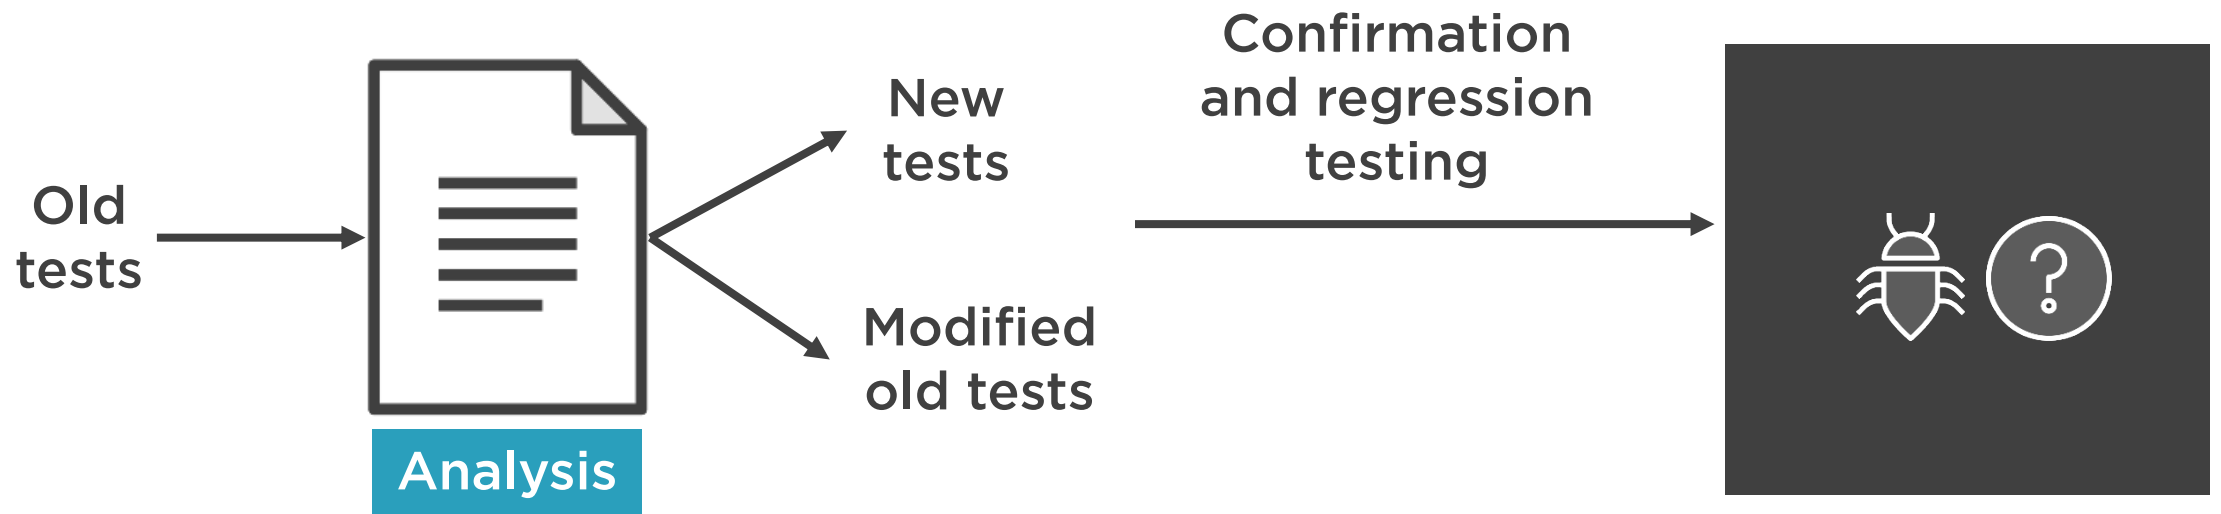 Old
tests
Analysis
New
tests
Modified
old tests
Confirmation
and regression
testing
?